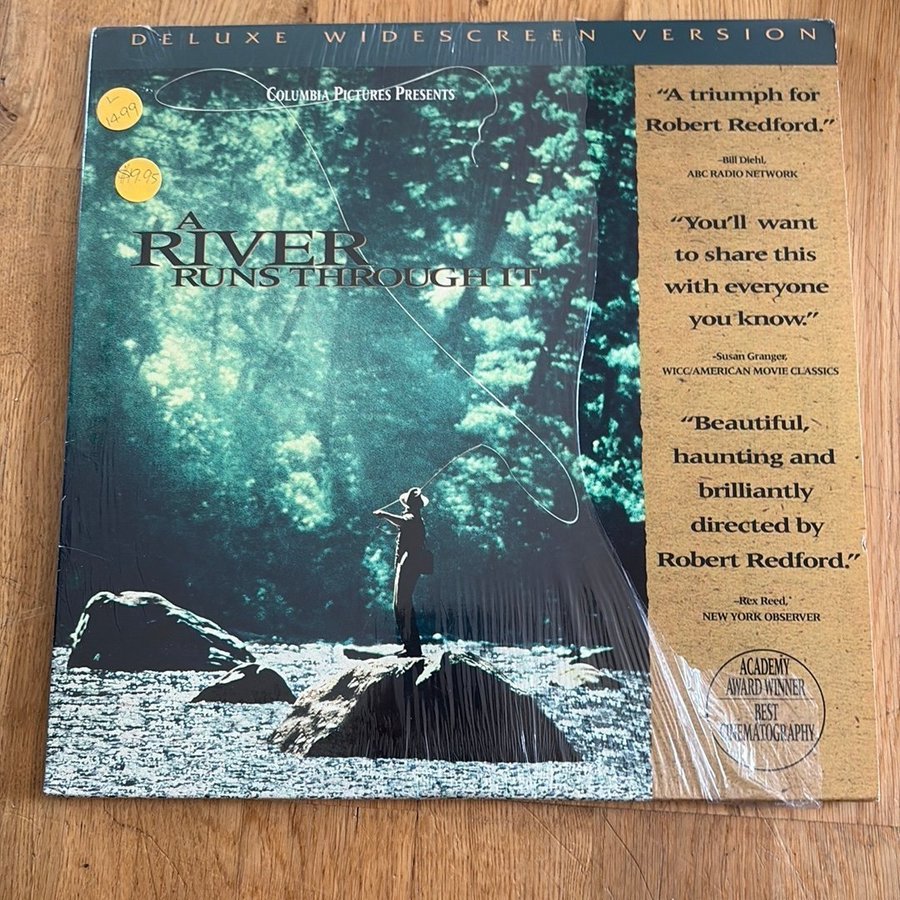 DELUXE WIDESCREEN VERSION
COLUMBIA PICTURES PRESENTS
L
14.99
$9.95
A
RIVER
RUNS THROUGH IT
“A triumph for
Robert Redford.”
–Bill Diehl,
ABC RADIO NETWORK
“You’ll want
to share this
with everyone
you know.”
-Susan Granger,
WICC/AMERICAN MOVIE CLASSICS
“Beautiful,
haunting and
brilliantly
directed by
Robert Redford.”
–Rex Reed,
NEW YORK OBSERVER
ACADEMY
AWARD WINNER
BEST
CINEMATOGRAPHY